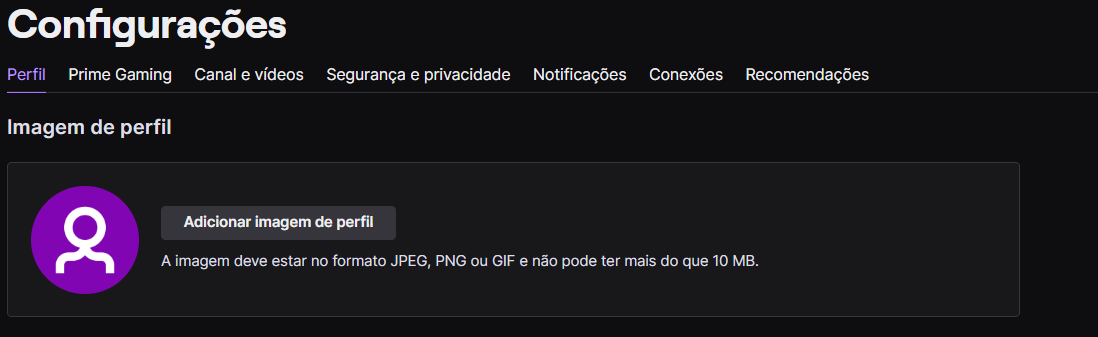 Configurações
Perfil Prime Gaming Canal e vídeos Segurança e privacidade Notificações Conexões Recomendações
Imagem de perfil
Adicionar imagem de perfil
A imagem deve estar no formato JPEG, PNG ou GIF e não pode ter mais do que 10 MB.